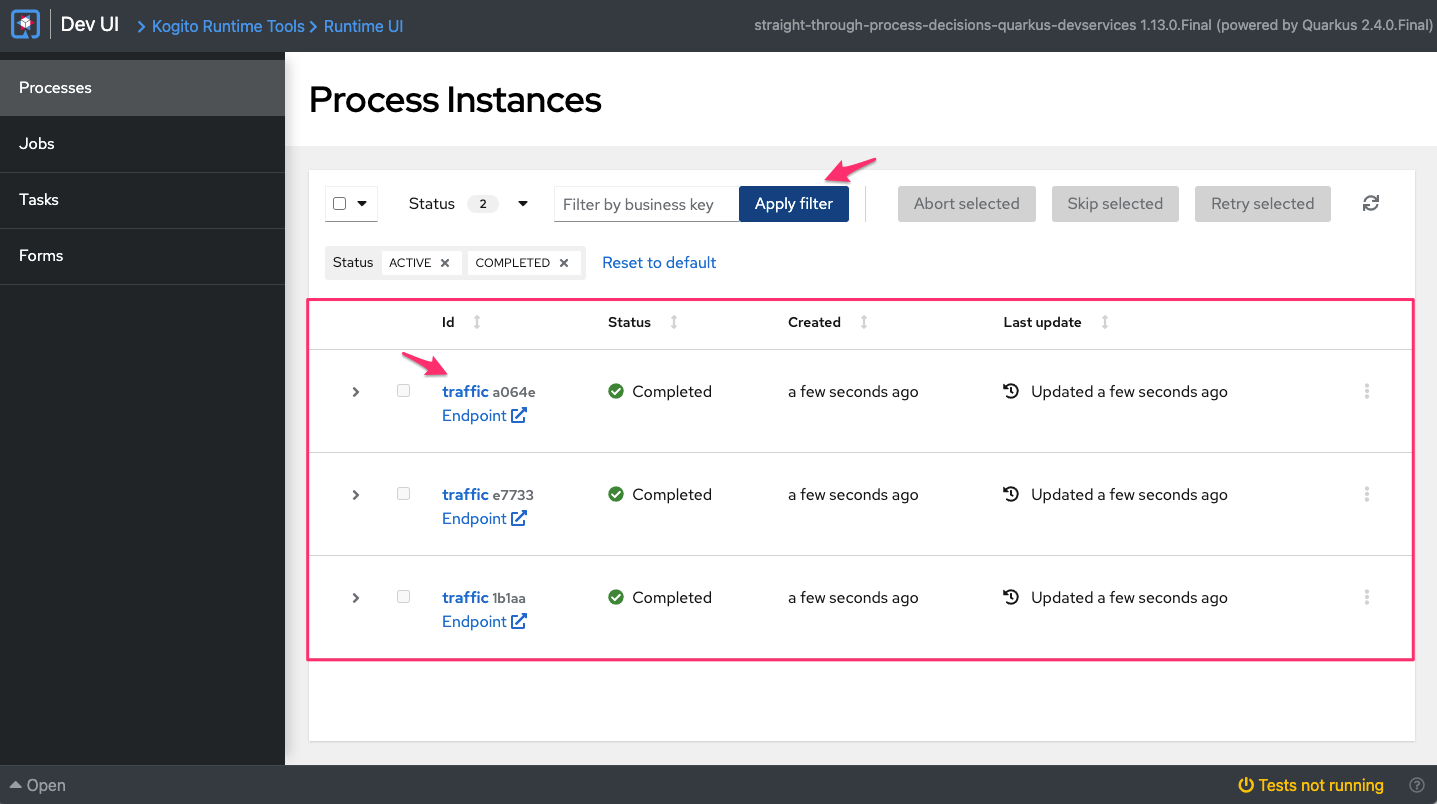 Dev UI > Kogito Runtime Tools > Runtime UI straight-through-process-decisions-quarkus-devservices 1.13.0.Final (powered by Quarkus 2.4.0.Final)
Processes
Jobs
Tasks
Forms
Process Instances
Status 2 Filter by business key Apply filter Abort selected Skip selected Retry selected
Status ACTIVE × COMPLETED × Reset to default
Id Status Created Last update
traffic a064e Completed a few seconds ago Updated a few seconds ago
Endpoint
traffic e7733 Completed a few seconds ago Updated a few seconds ago
Endpoint
traffic 1b1aa Completed a few seconds ago Updated a few seconds ago
Endpoint
Open Tests not running ?